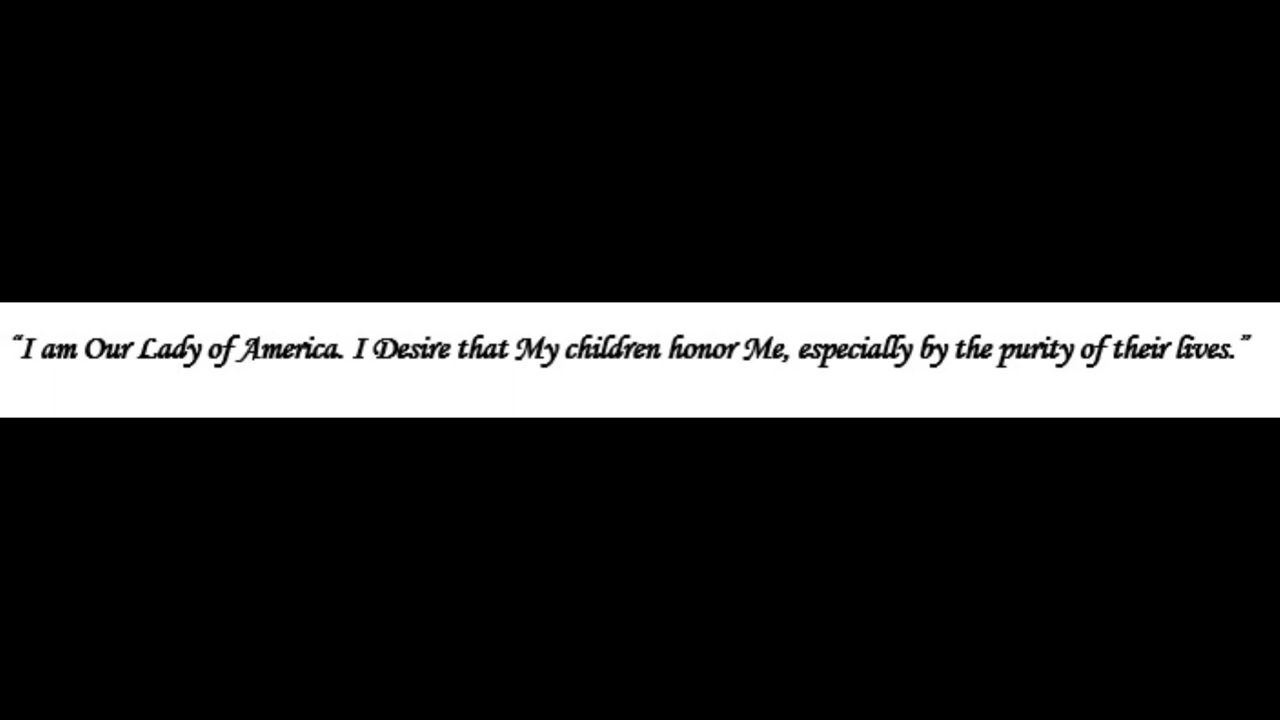 “I am Our Lady of America. I Desire that My children honor Me, especially by the purity of their lives.”